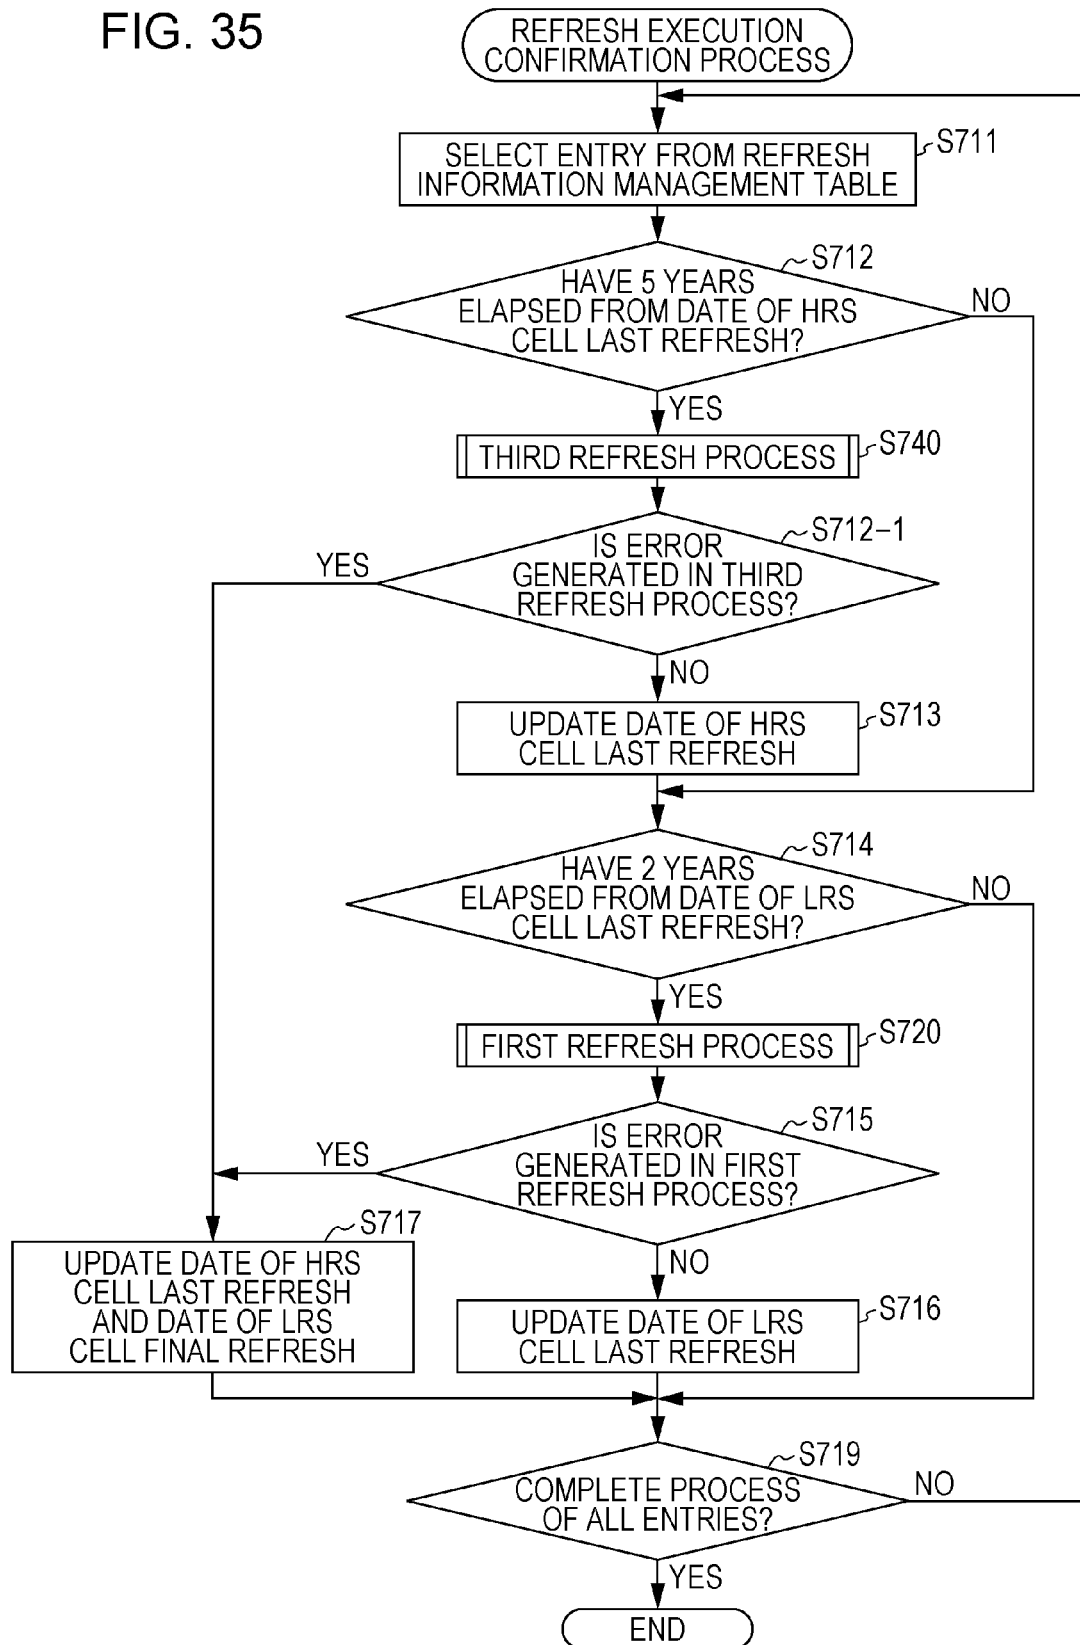 FIG. 35
REFRESH EXECUTION
CONFIRMATION PROCESS
SELECT ENTRY FROM REFRESH
INFORMATION MANAGEMENT TABLE
S711
HAVE 5 YEARS
ELAPSED FROM DATE OF HRS
CELL LAST REFRESH?
S712
NO
YES
THIRD REFRESH PROCESS
S740
IS ERROR
GENERATED IN THIRD
REFRESH PROCESS?
S712-1
YES
NO
UPDATE DATE OF HRS
CELL LAST REFRESH
S713
HAVE 2 YEARS
ELAPSED FROM DATE OF LRS
CELL LAST REFRESH?
S714
NO
YES
FIRST REFRESH PROCESS
S720
IS ERROR
GENERATED IN FIRST
REFRESH PROCESS?
S715
YES
NO
S717
UPDATE DATE OF HRS
CELL LAST REFRESH
AND DATE OF LRS
CELL FINAL REFRESH
UPDATE DATE OF LRS
CELL LAST REFRESH
S716
COMPLETE PROCESS
OF ALL ENTRIES?
S719
NO
YES
END